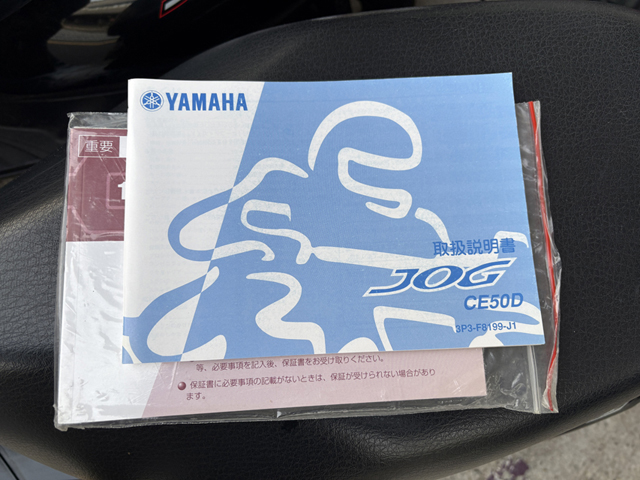 YAMAHA
重要
取扱説明書
JOG
CE50D
3P3-F8199-J1
等、必要事項を記入後、保証書をお受け取りください。
● 保証書に必要事項の記載がないときは、保証が受けられない場合があり
ます。